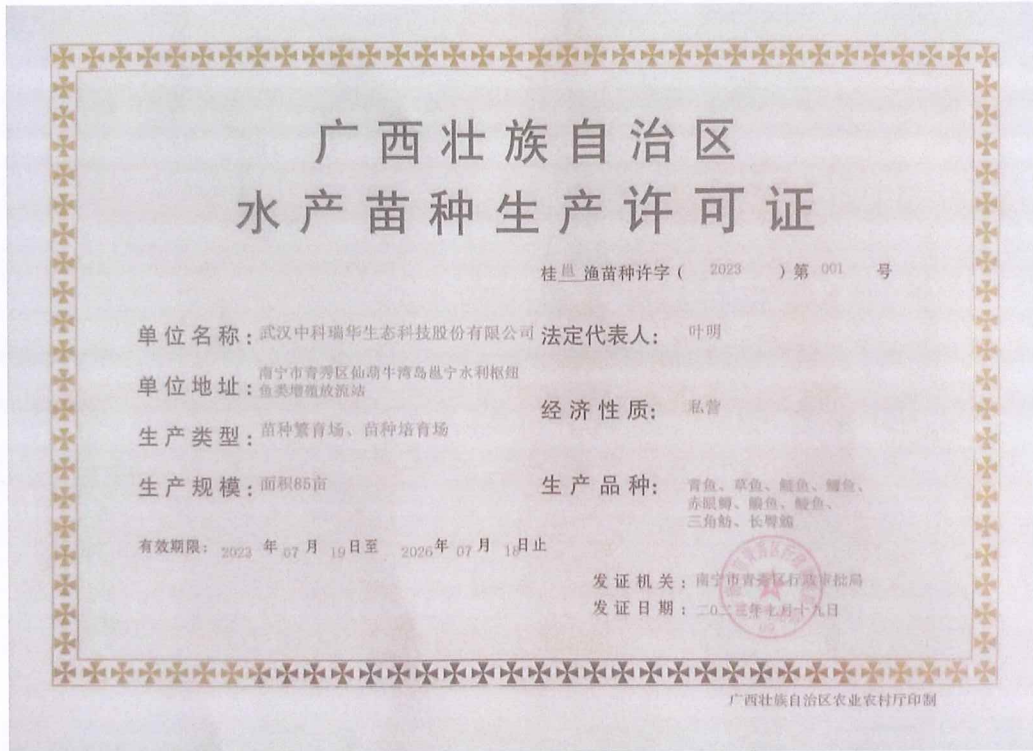 广西壮族自治区
水产苗种生产许可证
桂邕渔苗种许字（2023）第 001 号
单位名称：武汉中科瑞华生态科技股份有限公司 法定代表人：叶明
单位地址：南宁市青秀区仙葫牛湾岛邕宁水利枢纽
鱼类增殖放流站
经济性质：私营
生产类型：苗种繁育场、苗种培育场
生产规模：面积85亩
生产品种：青鱼、草鱼、鲢鱼、鳙鱼、
赤眼鳟、鱼、鲮鱼、
三角鲂、长臀鮠
有效期限：2023 年 07 月 19 日至 2026 年 07 月 18 日止
发证机关：南宁市青秀区行政审批局
发证日期：二〇二三年七月十九日
广西壮族自治区农业农村厅印制